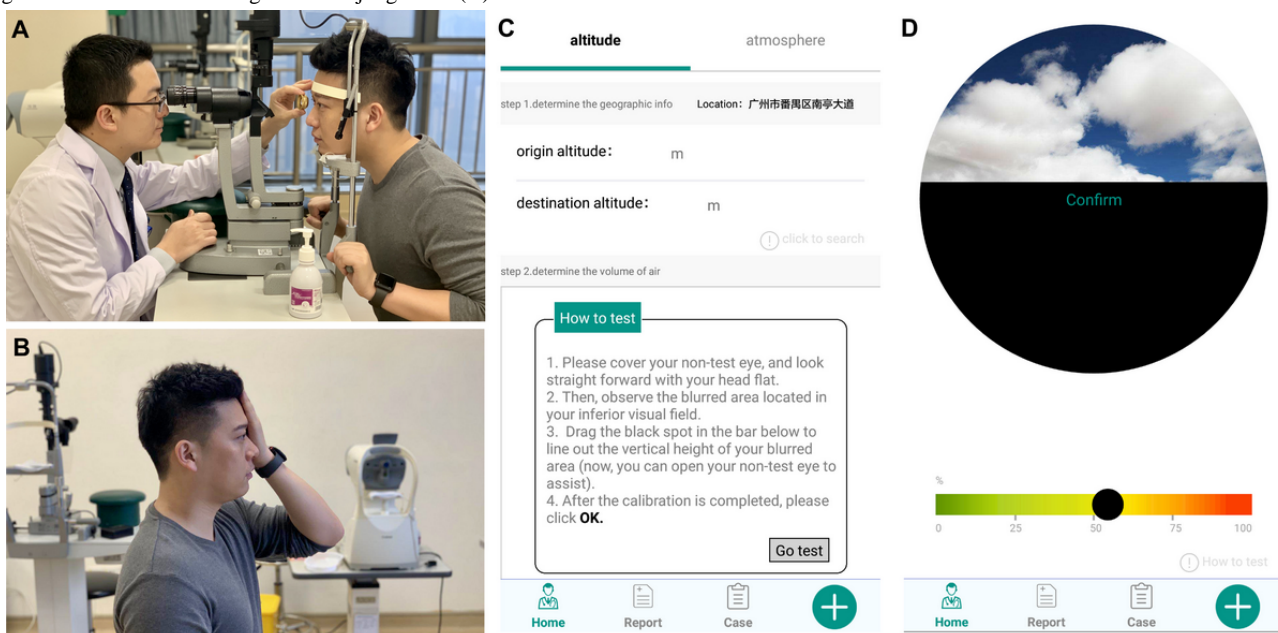 A
B
C
altitude
atmosphere
step 1.determine the geographic info
Location: 广州市番禺区南亭大道
origin altitude:
m
destination altitude:
m
! click to search
step 2.determine the volume of air
How to test
1. Please cover your non-test eye, and look
straight forward with your head flat.
2. Then, observe the blurred area located in
your inferior visual field.
3. Drag the black spot in the bar below to
line out the vertical height of your blurred
area (now, you can open your non-test eye to
assist).
4. After the calibration is completed, please
click OK.
Go test
Home
Report
Case
D
Confirm
%
0
25
50
75
100
! How to test
Home
Report
Case